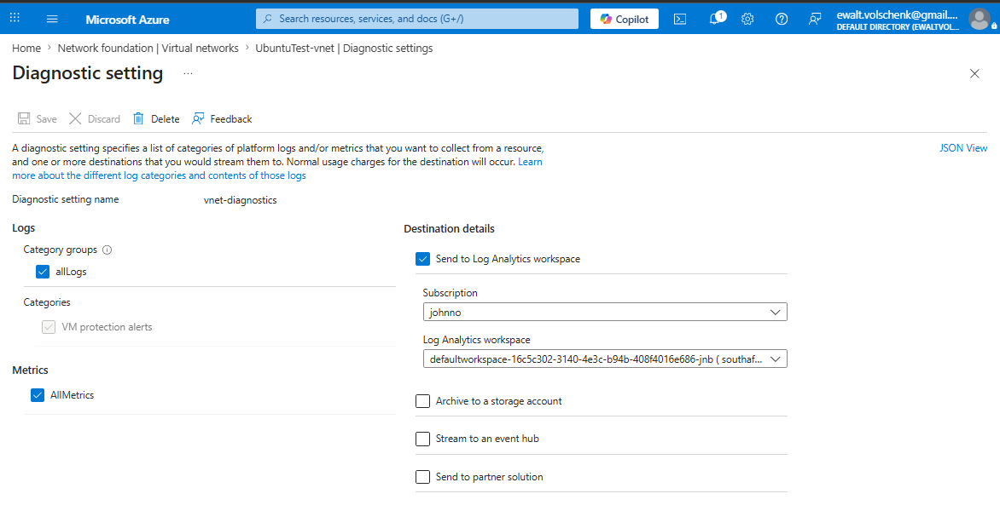 Microsoft Azure
Search resources, services, and docs (G+/)
Copilot
1
ewalt.volschenk@gmail....
DEFAULT DIRECTORY (EWALTVOL...
Home > Network foundation | Virtual networks > UbuntuTest-vnet | Diagnostic settings
Diagnostic setting ...
Save Discard Delete Feedback
A diagnostic setting specifies a list of categories of platform logs and/or metrics that you want to collect from a resource,
and one or more destinations that you would stream them to. Normal usage charges for the destination will occur. Learn
more about the different log categories and contents of those logs
JSON View
Diagnostic setting name vnet-diagnostics
Logs
Category groups
allLogs
Categories
VM protection alerts
Metrics
AllMetrics
Destination details
Send to Log Analytics workspace
Subscription
johnno
Log Analytics workspace
defaultworkspace-16c5c302-3140-4e3c-b94b-408f4016e686-jnb ( southaf...
Archive to a storage account
Stream to an event hub
Send to partner solution